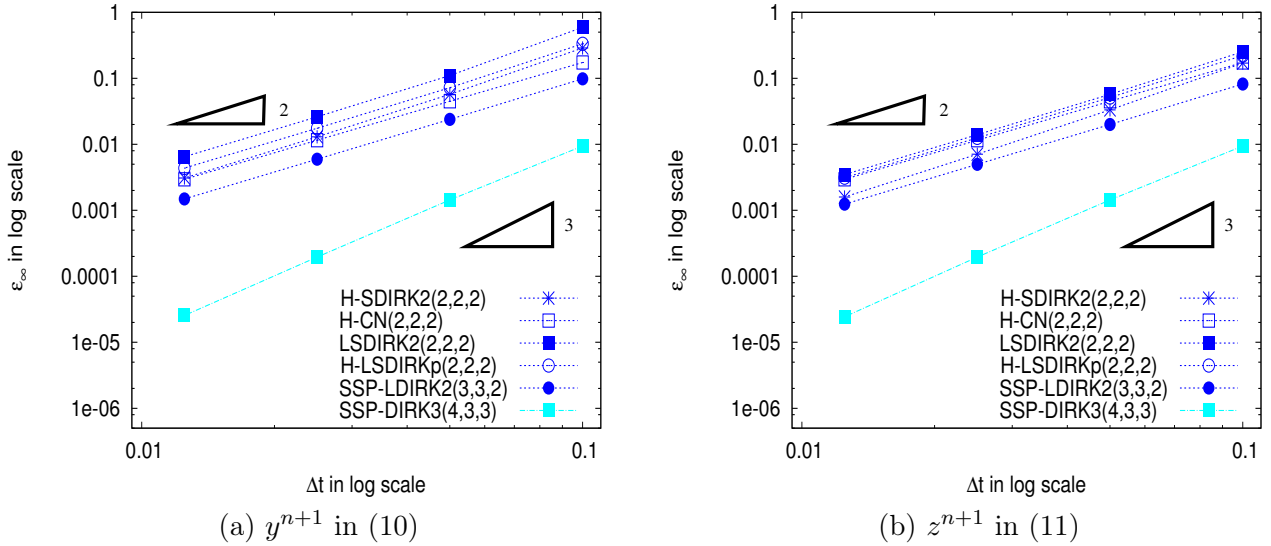 1
0.1
0.01
0.001
0.0001
1e-05
1e-06
ε∞ in log scale
2
3
H-SDIRK2(2,2,2)
H-CN(2,2,2)
LSDIRK2(2,2,2)
H-LSDIRKp(2,2,2)
SSP-LDIRK2(3,3,2)
SSP-DIRK3(4,3,3)
0.01
0.1
Δt in log scale
(a) yⁿ⁺¹ in (10)
1
0.1
0.01
0.001
0.0001
1e-05
1e-06
ε∞ in log scale
2
3
H-SDIRK2(2,2,2)
H-CN(2,2,2)
LSDIRK2(2,2,2)
H-LSDIRKp(2,2,2)
SSP-LDIRK2(3,3,2)
SSP-DIRK3(4,3,3)
0.01
0.1
Δt in log scale
(b) zⁿ⁺¹ in (11)